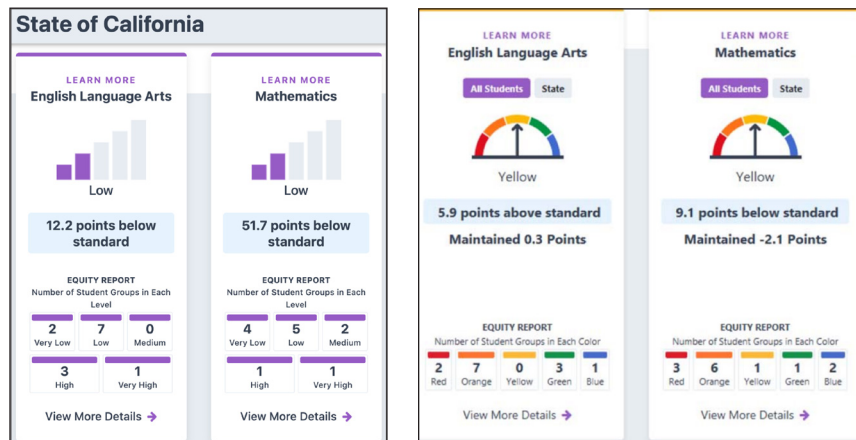 State of California
LEARN MORE
English Language Arts
Low
12.2 points below
standard
EQUITY REPORT
Number of Student Groups in Each
Level
2
Very Low
7
Low
0
Medium
3
High
1
Very High
View More Details →
LEARN MORE
Mathematics
Low
51.7 points below
standard
EQUITY REPORT
Number of Student Groups in Each
Level
4
Very Low
5
Low
2
Medium
1
High
1
Very High
View More Details →
LEARN MORE
English Language Arts
All Students State
Yellow
5.9 points above standard
Maintained 0.3 Points
EQUITY REPORT
Number of Student Groups in Each Color
2
Red
7
Orange
0
Yellow
3
Green
1
Blue
View More Details →
LEARN MORE
Mathematics
All Students State
Yellow
9.1 points below standard
Maintained -2.1 Points
EQUITY REPORT
Number of Student Groups in Each Color
3
Red
6
Orange
1
Yellow
1
Green
2
Blue
View More Details →